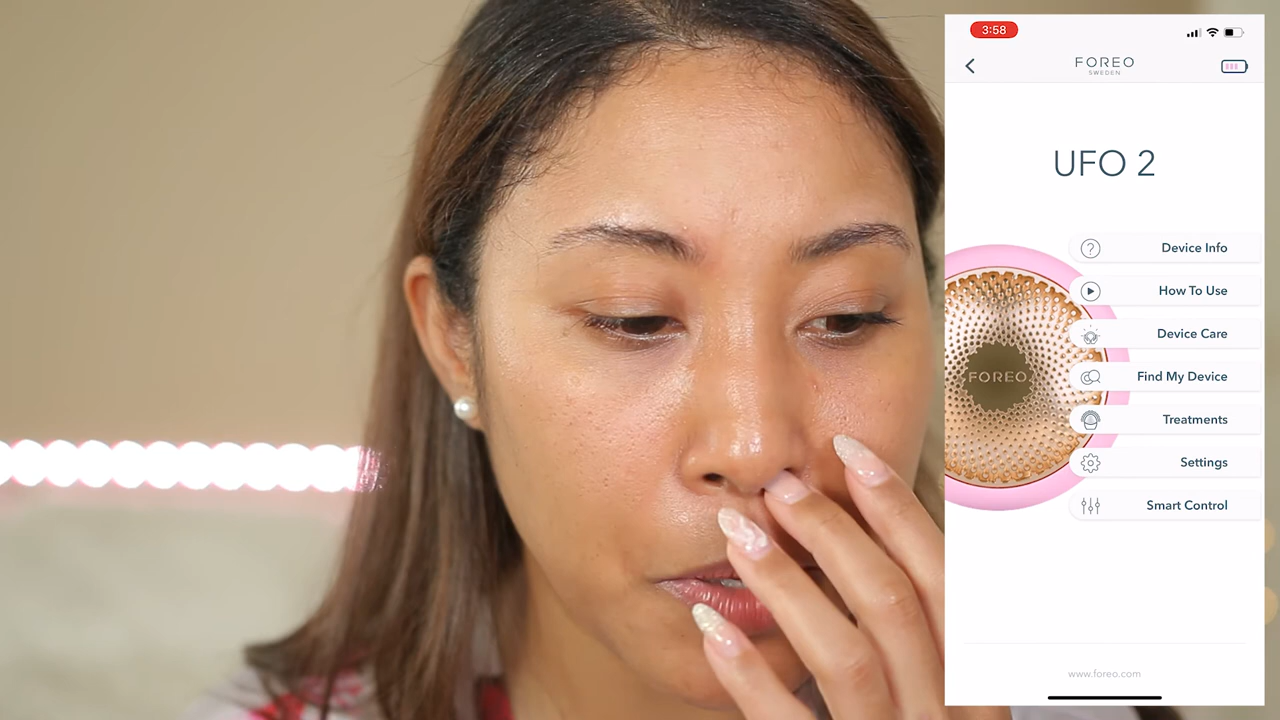 3:58
FOREO
SWEDEN
UFO 2
Device Info
How To Use
Device Care
FOREO
Find My Device
Treatments
Settings
Smart Control
www.foreo.com